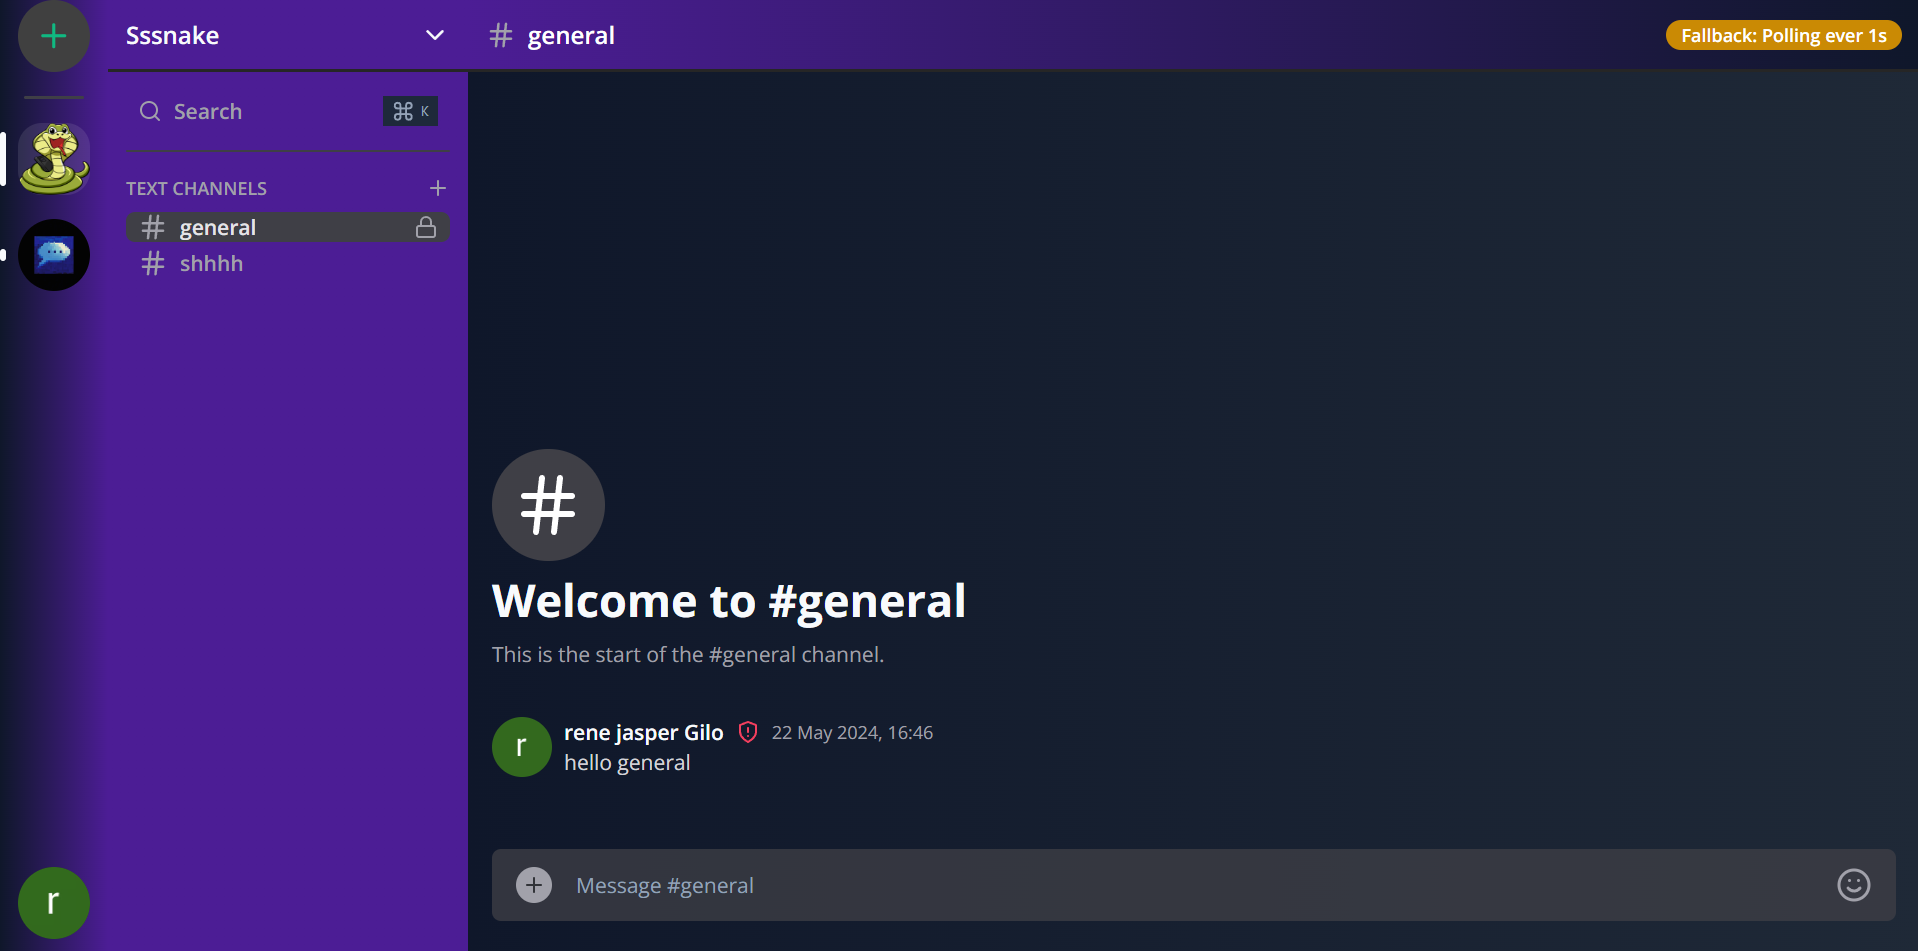 Sssnake
# general
Fallback: Polling ever 1s
Search
⌘ K
TEXT CHANNELS
# general
# shhhh
#
Welcome to #general
This is the start of the #general channel.
r
rene jasper Gilo 22 May 2024, 16:46
hello general
Message #general
r